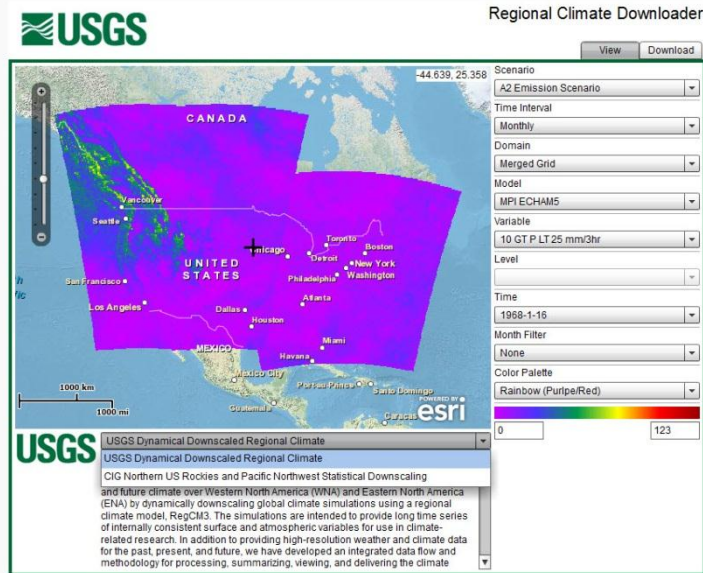 USGS
Regional Climate Downloader
View
Download
-44.639, 25.358
Scenario
A2 Emission Scenario
Time Interval
Monthly
Domain
Merged Grid
Model
MPI ECHAM5
Variable
10 GT P LT 25 mm/3hr
Level
Time
1968-1-16
Month Filter
None
Color Palette
Rainbow (Purlpe/Red)
0
123
CANADA
Vancouver
Seattle
UNITED
STATES
Chicago
Toronto
Detroit
Boston
New York
Philadelphia
Washington
San Francisco
Los Angeles
Dallas
Houston
Atlanta
Miami
MEXICO
Havana
Mexico City
Port-au-Prince
Santo Domingo
Guatemala
Caracas
1000 km
1000 mi
POWERED BY
esri
USGS
USGS Dynamical Downscaled Regional Climate
USGS Dynamical Downscaled Regional Climate
CIG Northern US Rockies and Pacific Northwest Statistical Downscaling
and future climate over Western North America (WNA) and Eastern North America
(ENA) by dynamically downscaling global climate simulations using a regional
climate model, RegCM3. The simulations are intended to provide long time series
of internally consistent surface and atmospheric variables for use in climate-
related research. In addition to providing high-resolution weather and climate data
for the past, present, and future, we have developed an integrated data flow and
methodology for processing, summarizing, viewing, and delivering the climate